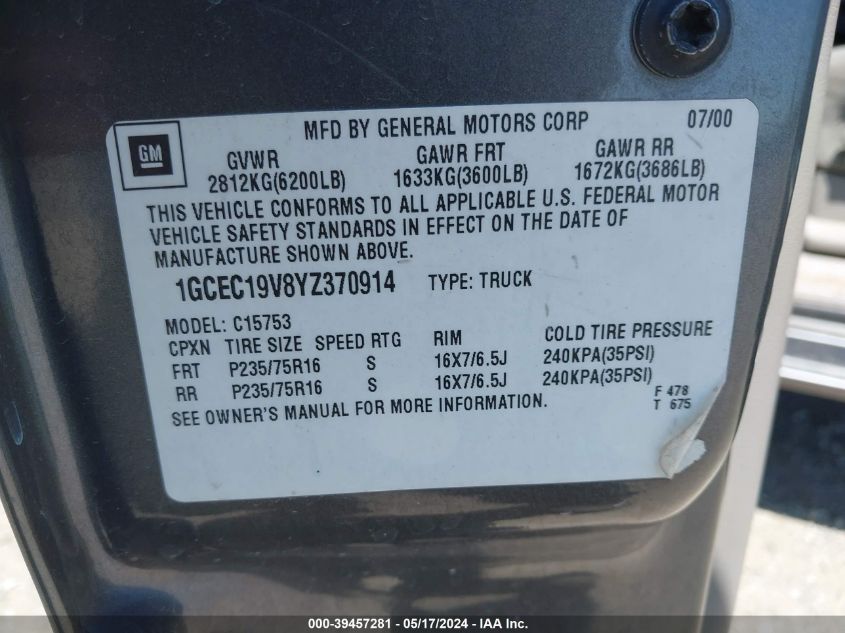 MFD BY GENERAL MOTORS CORP 07/00
GM
GVWR GAWR FRT GAWR RR
2812KG(6200LB) 1633KG(3600LB) 1672KG(3686LB)
THIS VEHICLE CONFORMS TO ALL APPLICABLE U.S. FEDERAL MOTOR
VEHICLE SAFETY STANDARDS IN EFFECT ON THE DATE OF
MANUFACTURE SHOWN ABOVE.
1GCEC19V8YZ370914 TYPE: TRUCK
MODEL: C15753
CPXN TIRE SIZE SPEED RTG RIM COLD TIRE PRESSURE
FRT P235/75R16 S 16X7/6.5J 240KPA(35PSI)
RR P235/75R16 S 16X7/6.5J 240KPA(35PSI)
SEE OWNER'S MANUAL FOR MORE INFORMATION. F 478
T 675
000-39457281 / 05/17/2024 - IAA Inc.